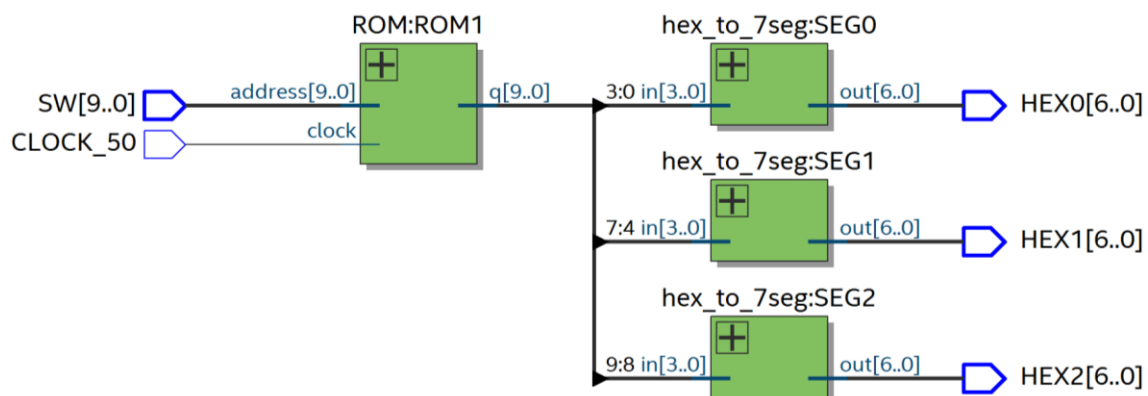 ROM:ROM1
hex_to_7seg:SEG0
SW[9..0] address[9..0] q[9..0] 3:0 in[3..0] out[6..0] HEX0[6..0]
CLOCK_50 clock
hex_to_7seg:SEG1
7:4 in[3..0] out[6..0] HEX1[6..0]
hex_to_7seg:SEG2
9:8 in[3..0] out[6..0] HEX2[6..0]